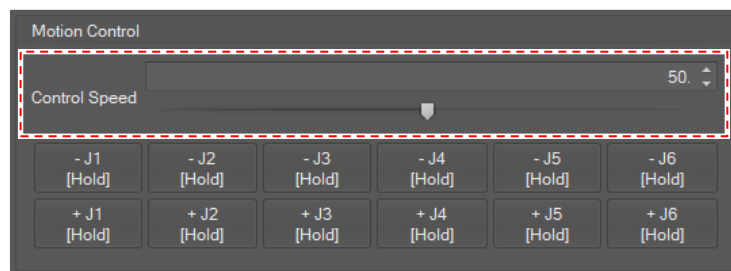 Motion Control
50.
Control Speed
- J1 - J2 - J3 - J4 - J5 - J6
[Hold] [Hold] [Hold] [Hold] [Hold] [Hold]
+ J1 + J2 + J3 + J4 + J5 + J6
[Hold] [Hold] [Hold] [Hold] [Hold] [Hold]